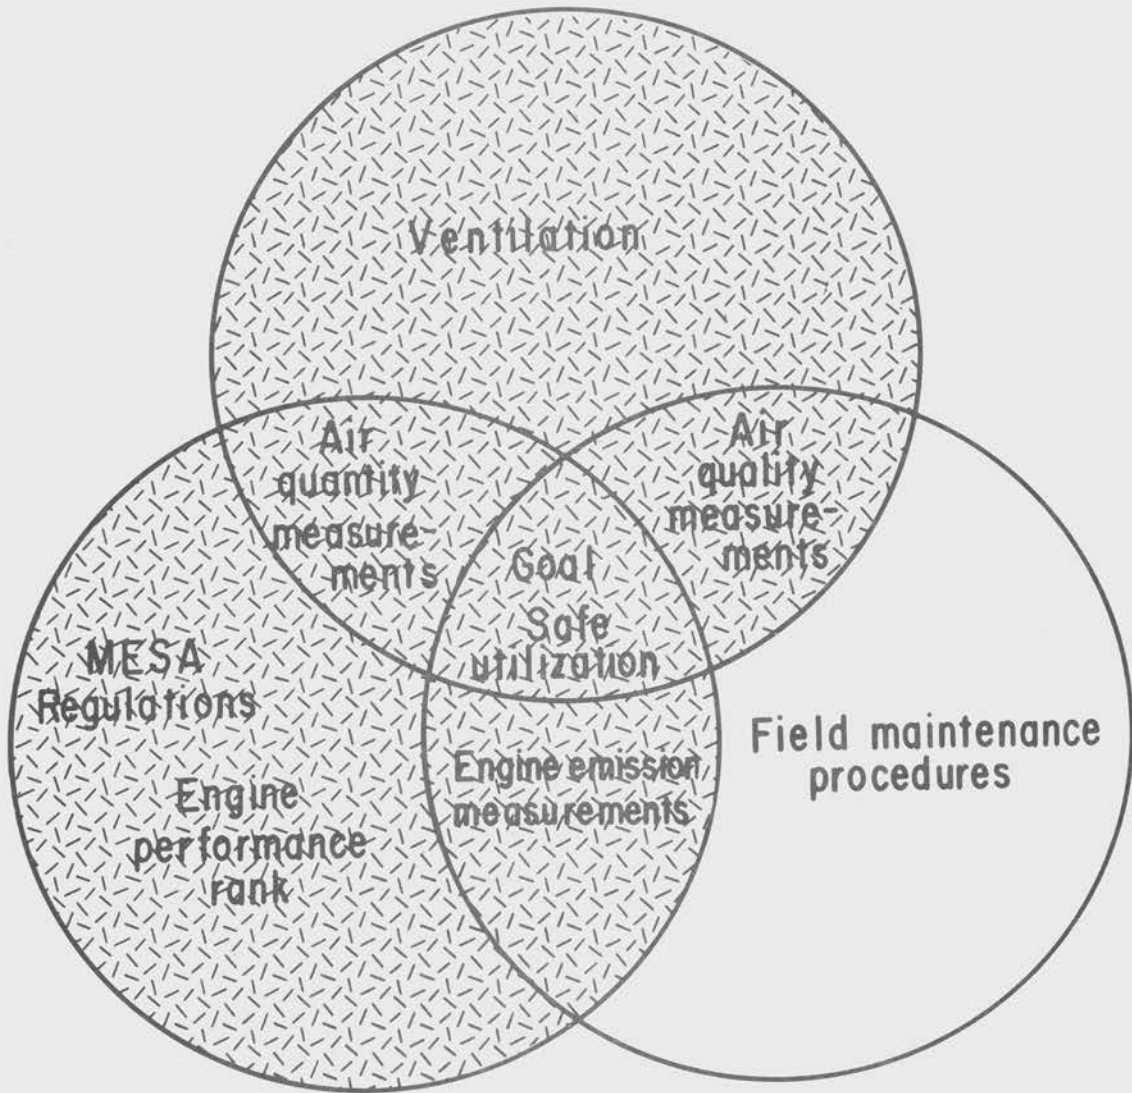 Ventilation
Air
quantity
measure-
ments
Air
quality
measure-
ments
Goal
Safe
utilization
MESA
Regulations
Engine
performance
rank
Engine emission
measurements
Field maintenance
procedures